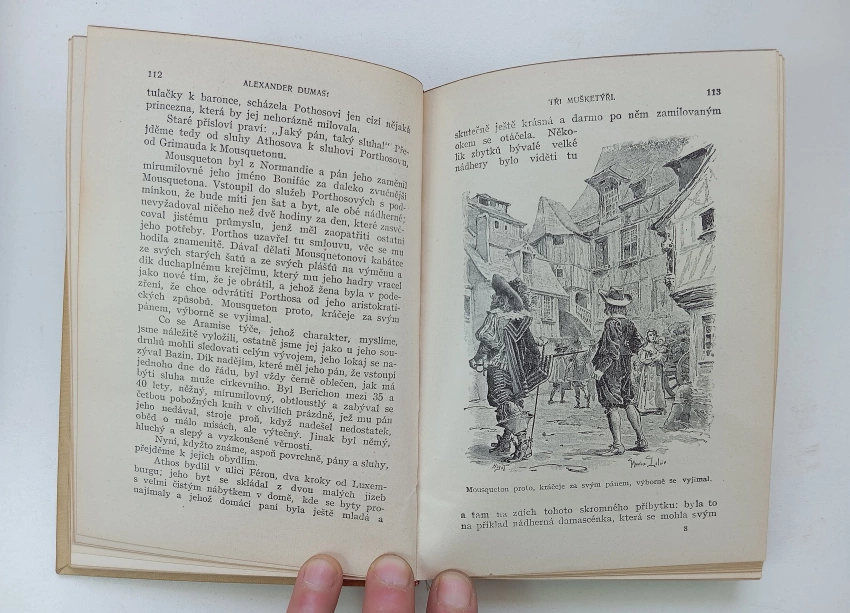 112
ALEXANDER DUMAS:
tulačky k baronce, scházela Pothosovi jen cizí nějaká
princezna, která by jej nehorázně milovala.
Staré přísloví praví: „Jaký pán, taký sluha!" Pře-
jděme tedy od sluhy Athosova k sluhovi Porthosovu,
od Grimauda k Mousquetonu.
Mousqueton byl z Normandie a pán jeho zaměnil
mírumilovné jeho jméno Bonifác za daleko zvučnější
Mousquetona. Vstoupil do služeb Porthosových s pod-
mínkou, že bude míti jen šat a byt, ale obé nádherné;
nevyžadoval ničeho než dvě hodiny za den, které zasvě-
coval jistému průmyslu, jenž měl zaopatřiti ostatní
jeho potřeby. Porthos uzavřel tu smlouvu, věc se mu
hodila znamenitě. Dával dělati Mousquetonovi kabátce
ze svých starých šatů a ze svých plášťů na výměnu a
dík duchaplnému krejčímu, který mu jeho hadry vracel
jako nové tím, že je obrátil, a jehož žena byla v pode-
zření, že chce odvrátiti Porthosa od jeho aristokrati-
ckých způsobů. Mousqueton proto, kráčeje za svým
pánem, výborně se vyjímal.
Co se Aramise týče, jehož charakter, myslíme,
jsme náležitě vyložili, ostatně jsme jej jako u jeho sou-
druhů mohli sledovati celým vývojem, jeho lokaj se na-
zýval Bazin. Dík nadějím, které měl jeho pán, že vstoupí
jednoho dne do řádu, byl vždy černě oblečen, jak má
býti sluha muže církevního. Byl Berichon mezi 35 a
40 lety, něžný, mírumilovný, obtloustlý a zabýval se
četbou pobožných knih v chvílích prázdně, jež mu pán
jeho nedával, stroje proň, když nadešel nedostatek,
oběd o málo mísách, ale výtečný. Jinak byl němý,
hluchý a slepý a vyzkoušené věrnosti.
Nyní, kdyžto známe, aspoň povrchně, pány a sluhy,
přejděme k jejich obydlím.
Athos bydlil v ulici Férou, dva kroky od Luxem-
burgu; jeho byt se skládal z dvou malých jizeb
s velmi čistým nábytkem v domě, kde se byty pro-
najímaly a jehož domácí paní byla ještě mladá a
TŘI MUŠKETÝŘI.
113
skutečně ještě krásná a darmo po něm zamilovaným
okem se otáčela. Něko-
lik zbytků bývalé velké
nádhery bylo viděti tu
Mousqueton proto, kráčeje za svým pánem, výborně se vyjímal.
a tam na zdích tohoto skromného příbytku: byla to
na příklad nádherná damascénka, která se mohla svým
8